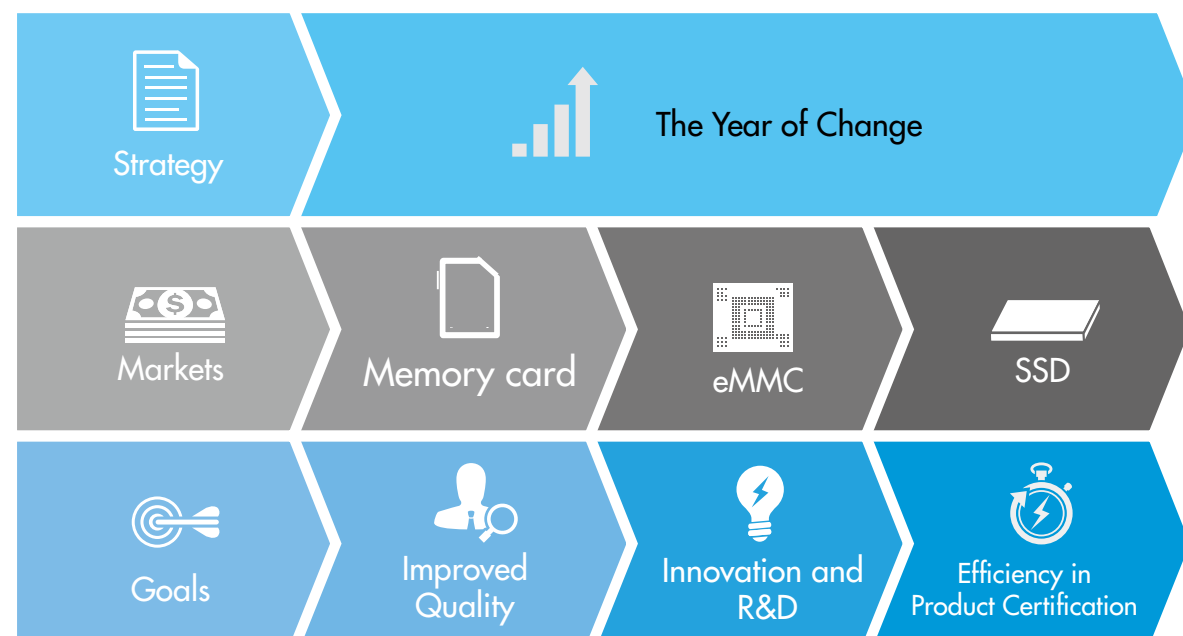 Strategy
The Year of Change
Markets
Memory card
eMMC
SSD
Goals
Improved
Quality
Innovation and
R&D
Efficiency in
Product Certification